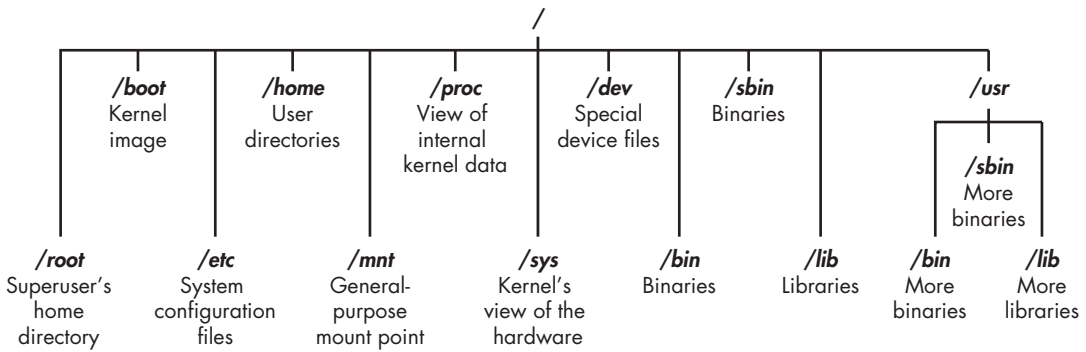 /
/boot
Kernel
image
/home
User
directories
/proc
View of
internal
kernel data
/dev
Special
device files
/sbin
Binaries
/usr
/sbin
More
binaries
/root
Superuser's
home
directory
/etc
System
configuration
files
/mnt
General-
purpose
mount point
/sys
Kernel's
view of the
hardware
/bin
Binaries
/lib
Libraries
/bin
More
binaries
/lib
More
libraries